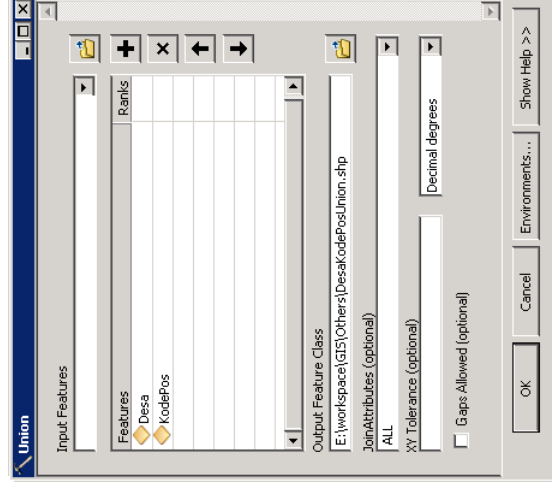 Union
Input Features
Features Ranks
Desa
KodePos
Output Feature Class
E:\workspace\GIS\Others\DesaKodePosUnion.shp
JoinAttributes (optional)
ALL
XY Tolerance (optional)
Decimal degrees
Gaps Allowed (optional)
OK Cancel Environments... Show Help >>